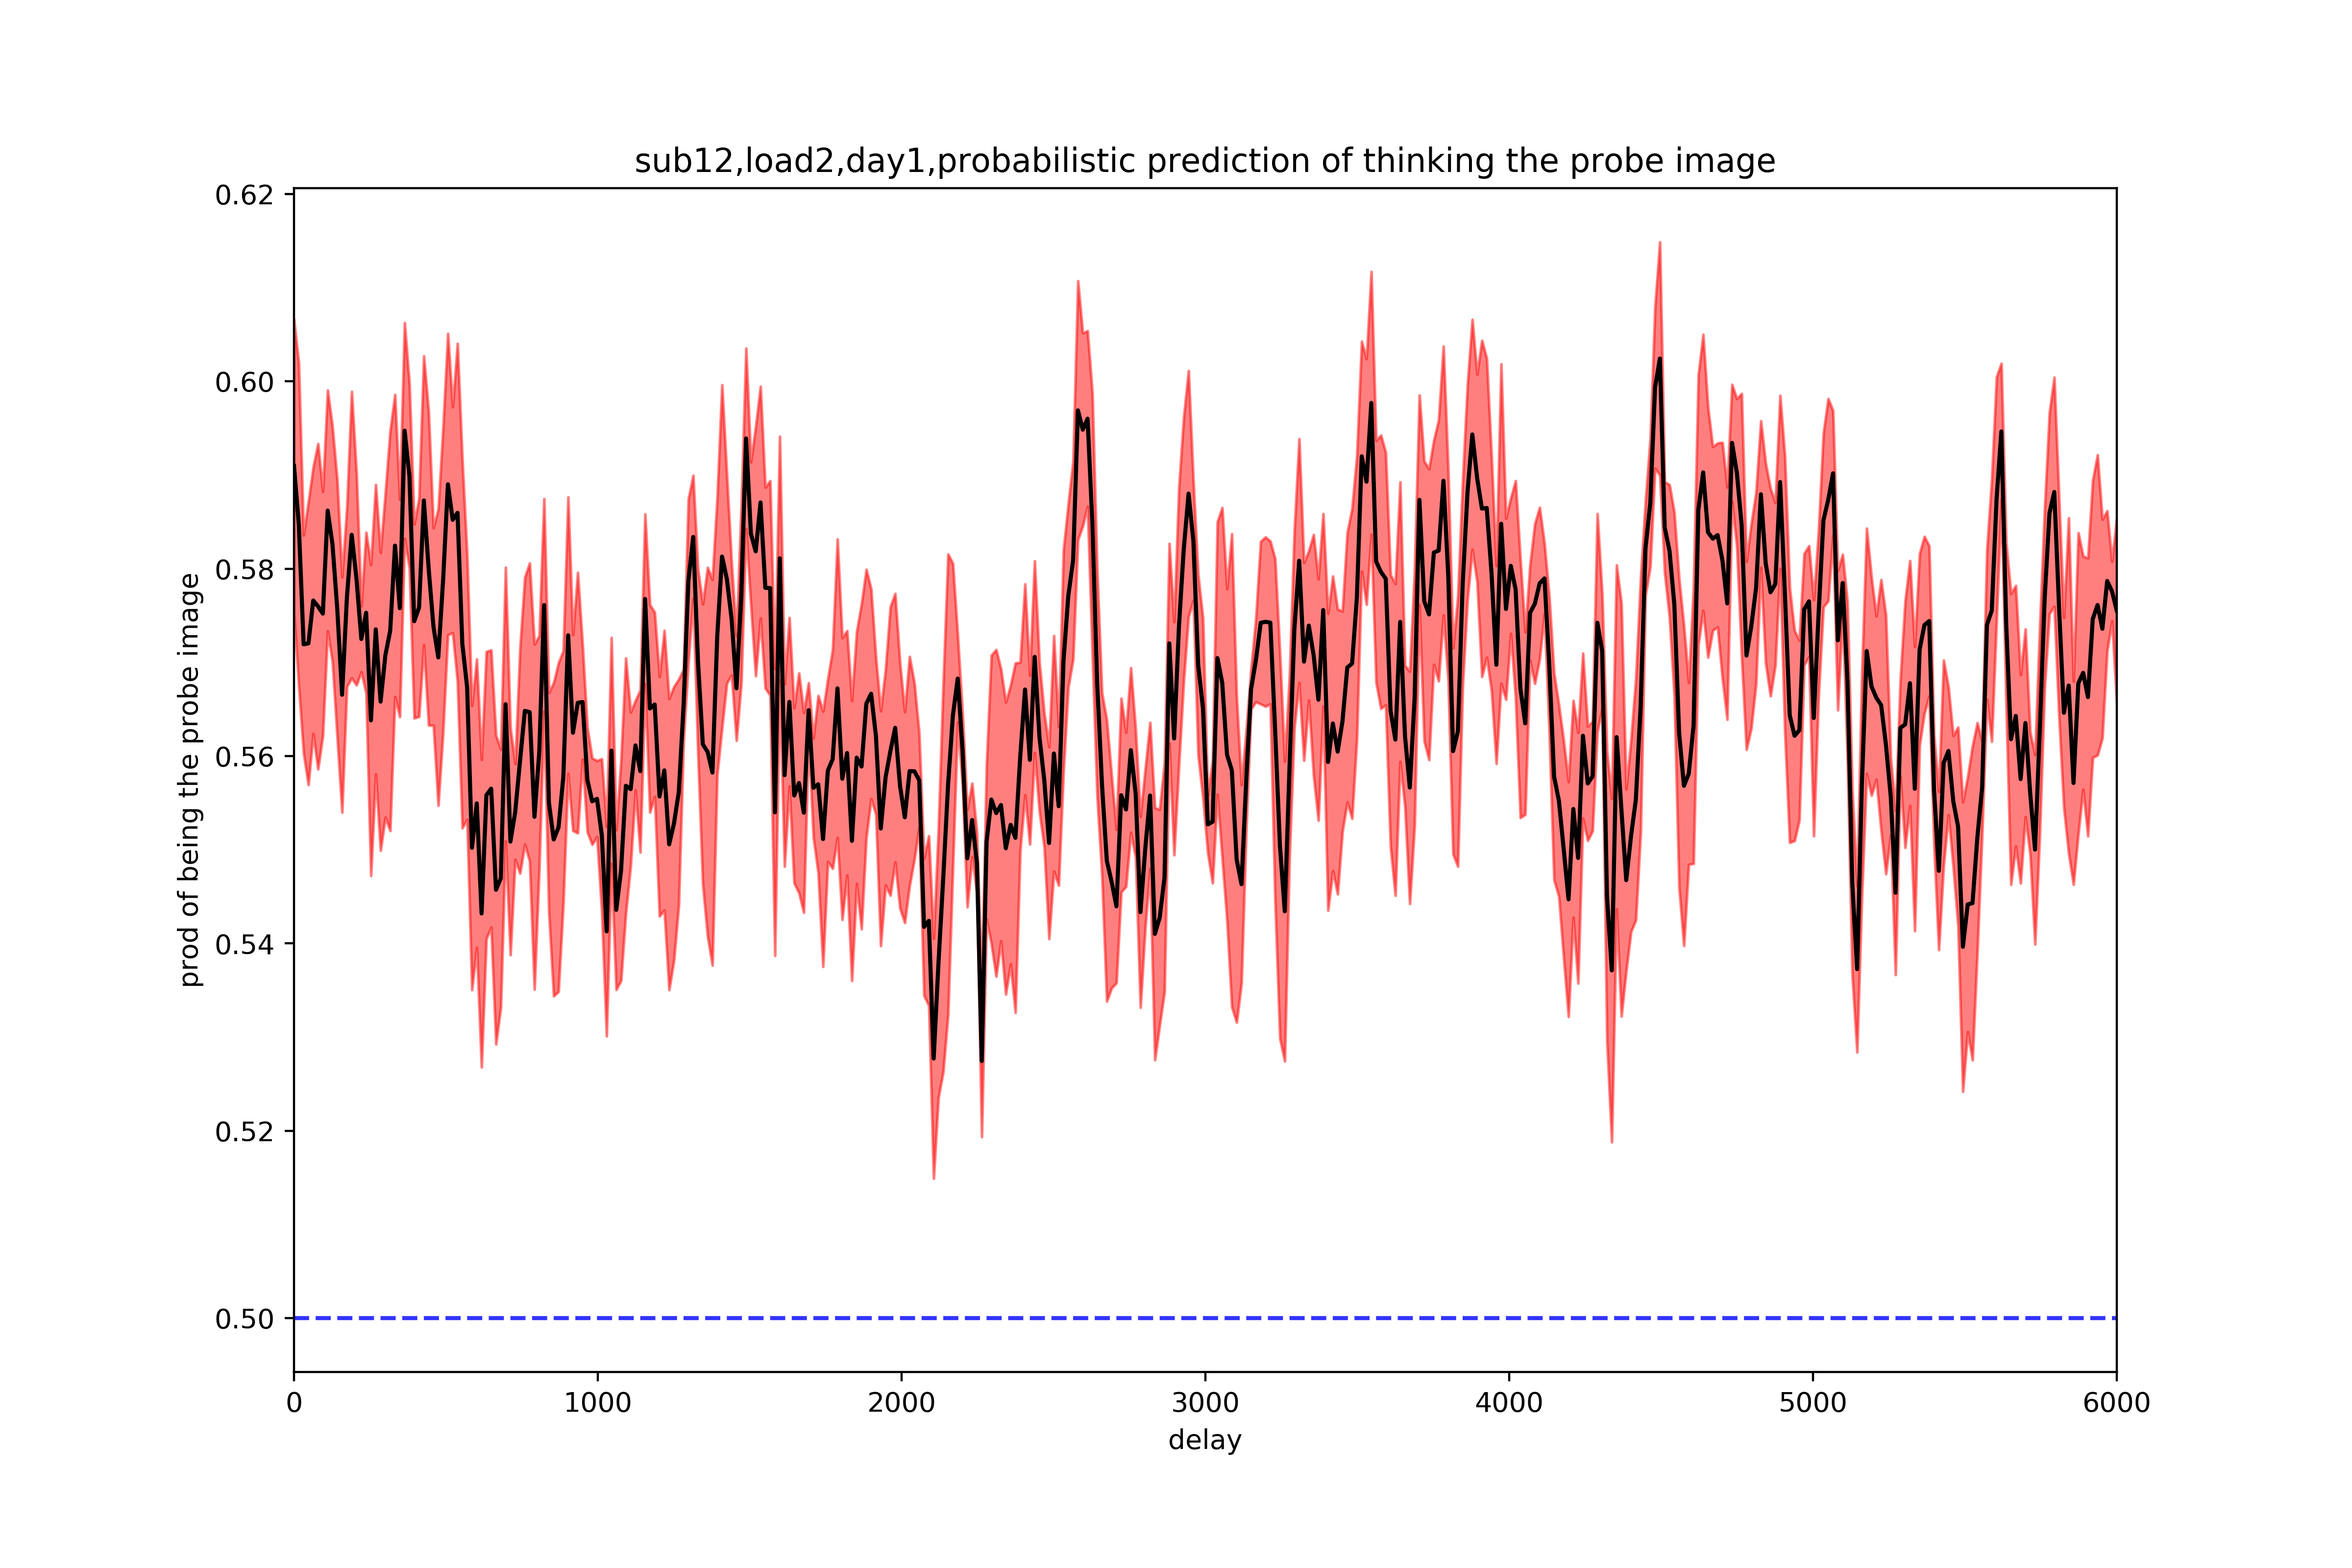 sub12,load2,day1,probabilistic prediction of thinking the probe image
prod of being the probe image
0.62
0.60
0.58
0.56
0.54
0.52
0.50
0 1000 2000 3000 4000 5000 6000
delay